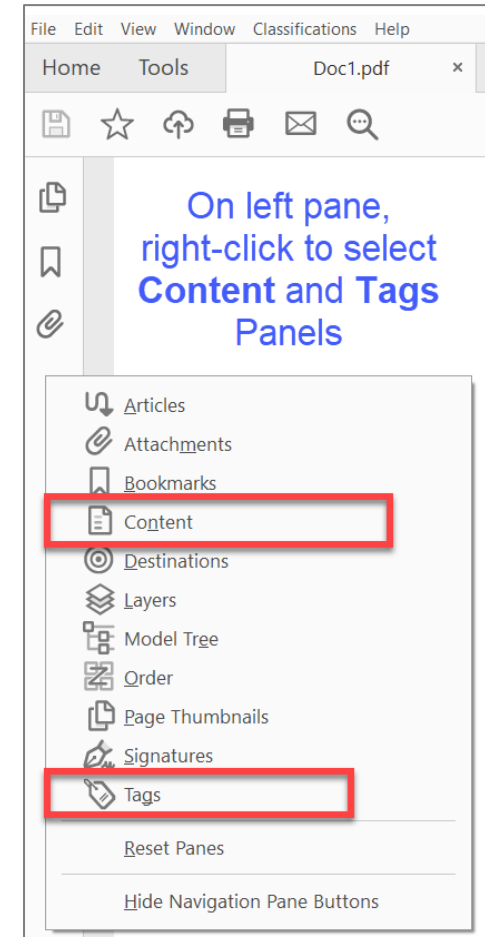 File Edit View Window Classifications Help
Home Tools Doc1.pdf ×
On left pane,
right-click to select
Content and Tags
Panels
Articles
Attachments
Bookmarks
Content
Destinations
Layers
Model Tree
Order
Page Thumbnails
Signatures
Tags
Reset Panes
Hide Navigation Pane Buttons